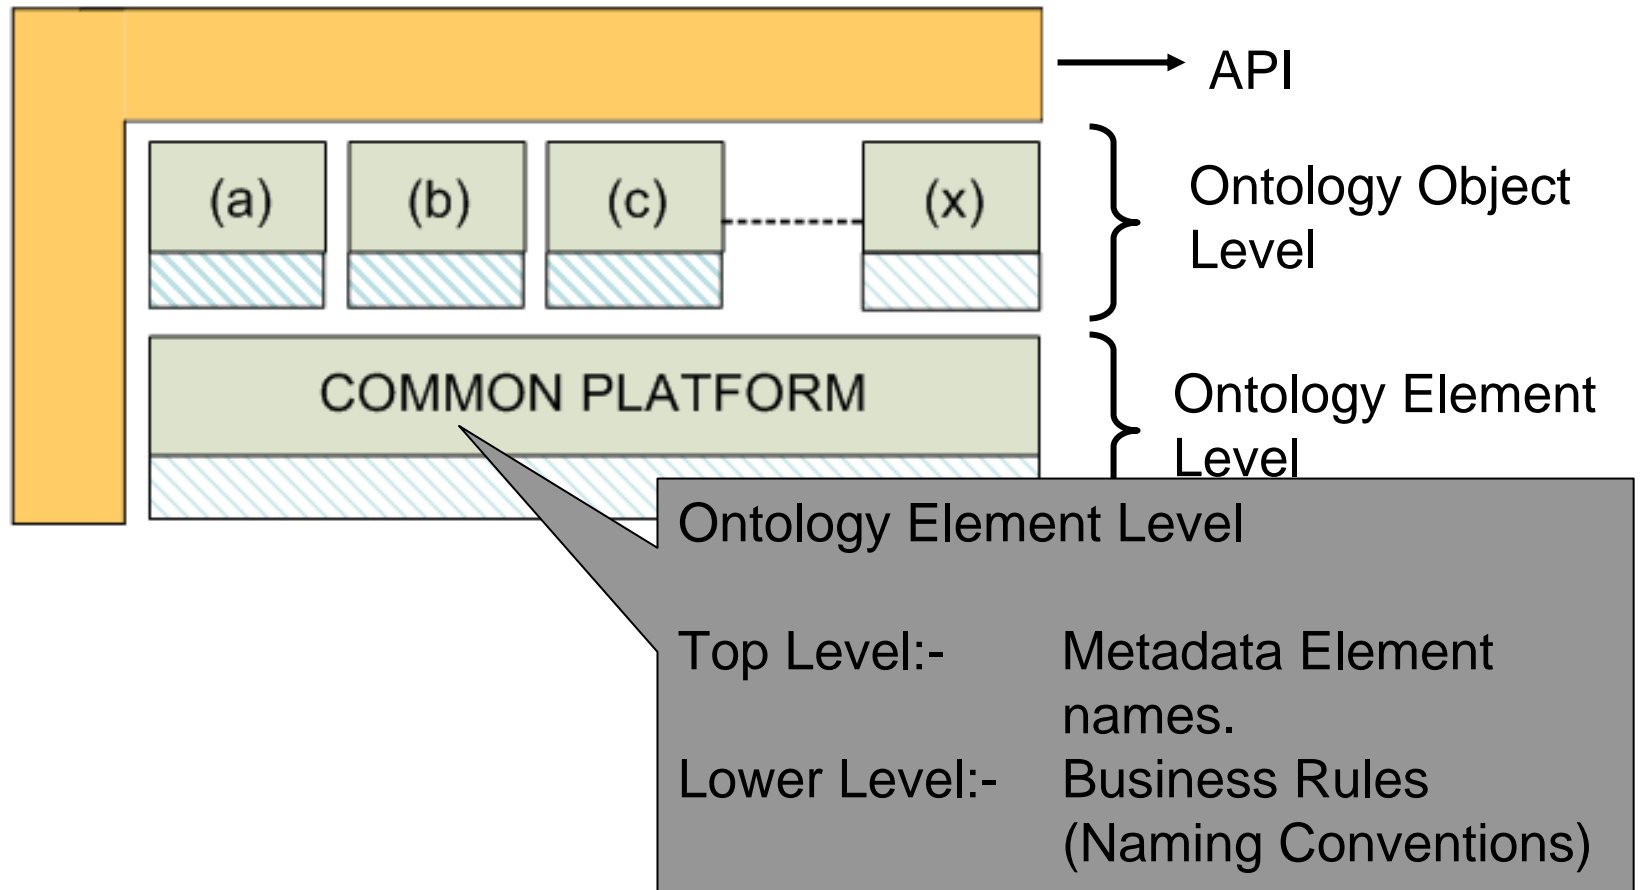 API
(a) (b) (c) (x)
Ontology Object
Level
COMMON PLATFORM
Ontology Element
Level
Ontology Element Level
Top Level:- Metadata Element
names.
Lower Level:- Business Rules
(Naming Conventions)